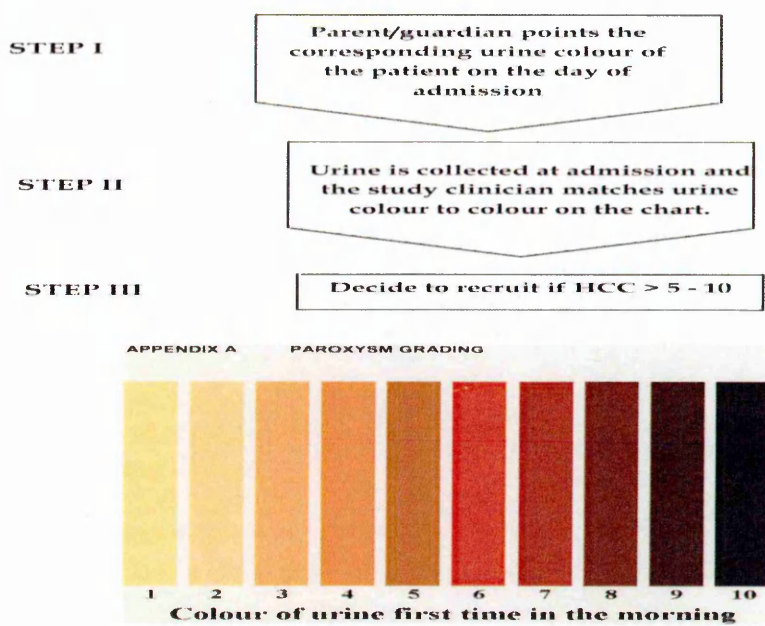 STEP I
Parent/guardian points the
corresponding urine colour of
the patient on the day of
admission
STEP II
Urine is collected at admission and
the study clinician matches urine
colour to colour on the chart.
STEP III
Decide to recruit if HCC > 5 - 10
APPENDIX A PAROXYSM GRADING
1 2 3 4 5 6 7 8 9 10
Colour of urine first time in the morning